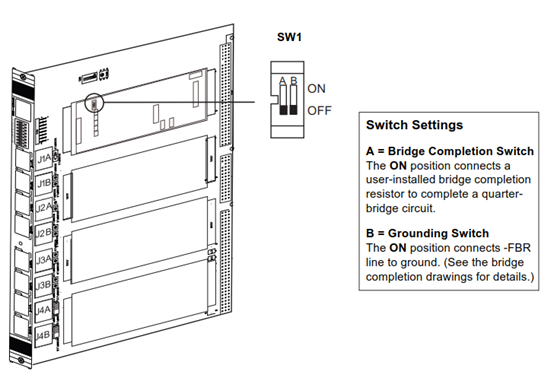 SW1
A B
ON
OFF
J1A
J1B
J2A
J2B
J3A
J3B
J4A
J4B
Switch Settings
A = Bridge Completion Switch
The ON position connects a
user-installed bridge completion
resistor to complete a quarter-
bridge circuit.
B = Grounding Switch
The ON position connects -FBR
line to ground. (See the bridge
completion drawings for details.)